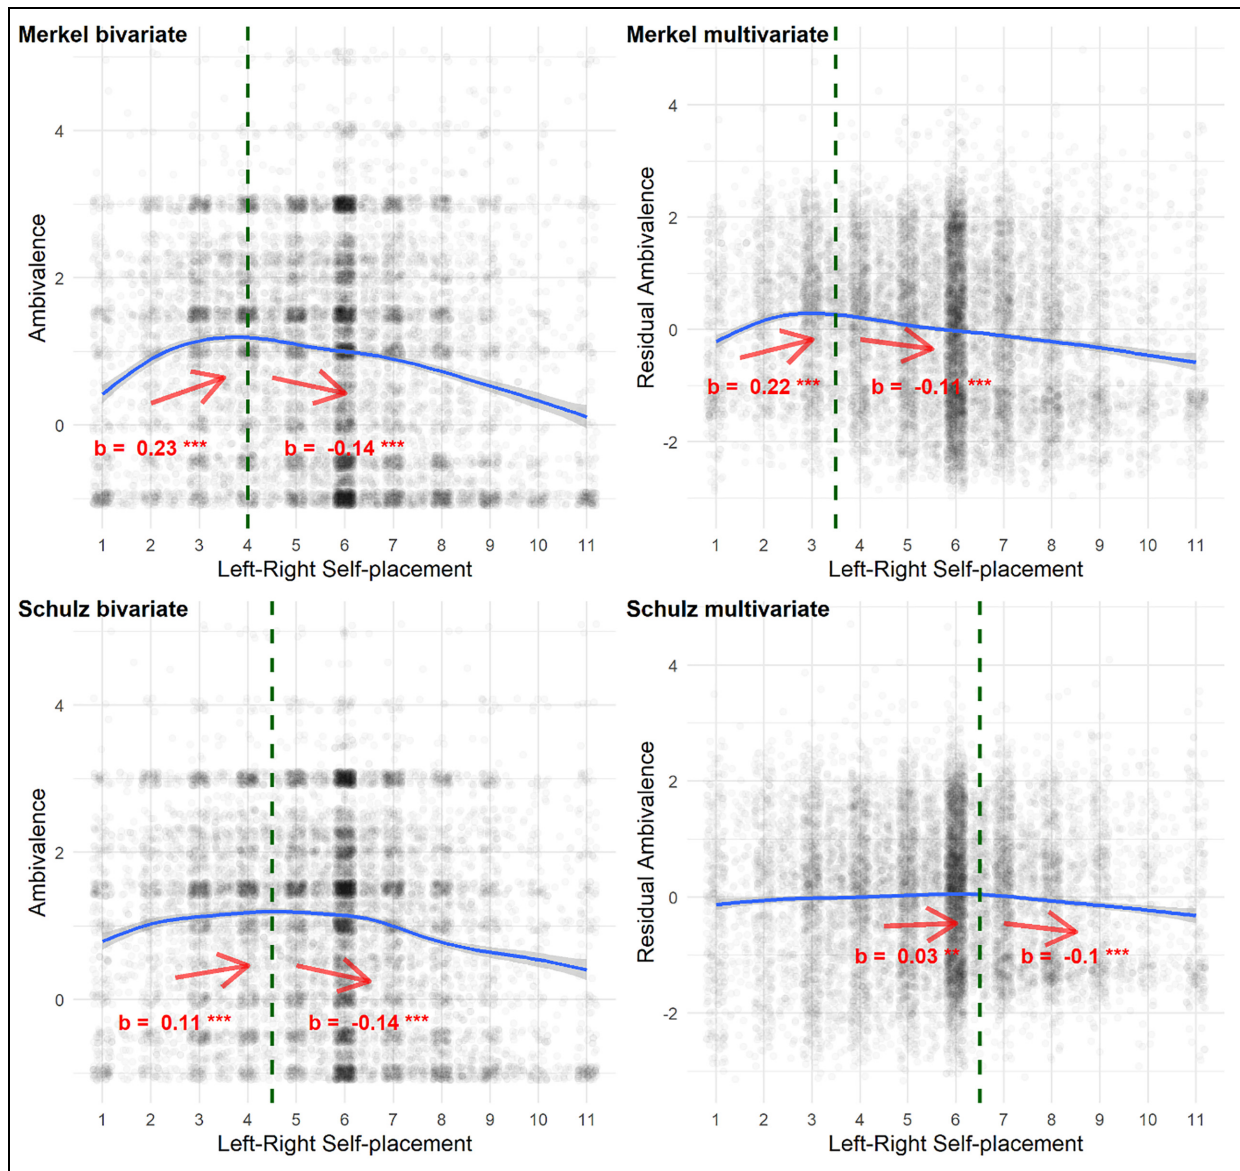 Merkel bivariate
Ambivalence
4
2
0
b = 0.23 ***
b = -0.14 ***
1 2 3 4 5 6 7 8 9 10 11
Left-Right Self-placement
Merkel multivariate
Residual Ambivalence
4
2
0
-2
b = 0.22 ***
b = -0.11 ***
1 2 3 4 5 6 7 8 9 10 11
Left-Right Self-placement
Schulz bivariate
Ambivalence
4
2
0
b = 0.11 ***
b = -0.14 ***
1 2 3 4 5 6 7 8 9 10 11
Left-Right Self-placement
Schulz multivariate
Residual Ambivalence
4
2
0
-2
b = 0.03 **
b = -0.1 ***
1 2 3 4 5 6 7 8 9 10 11
Left-Right Self-placement